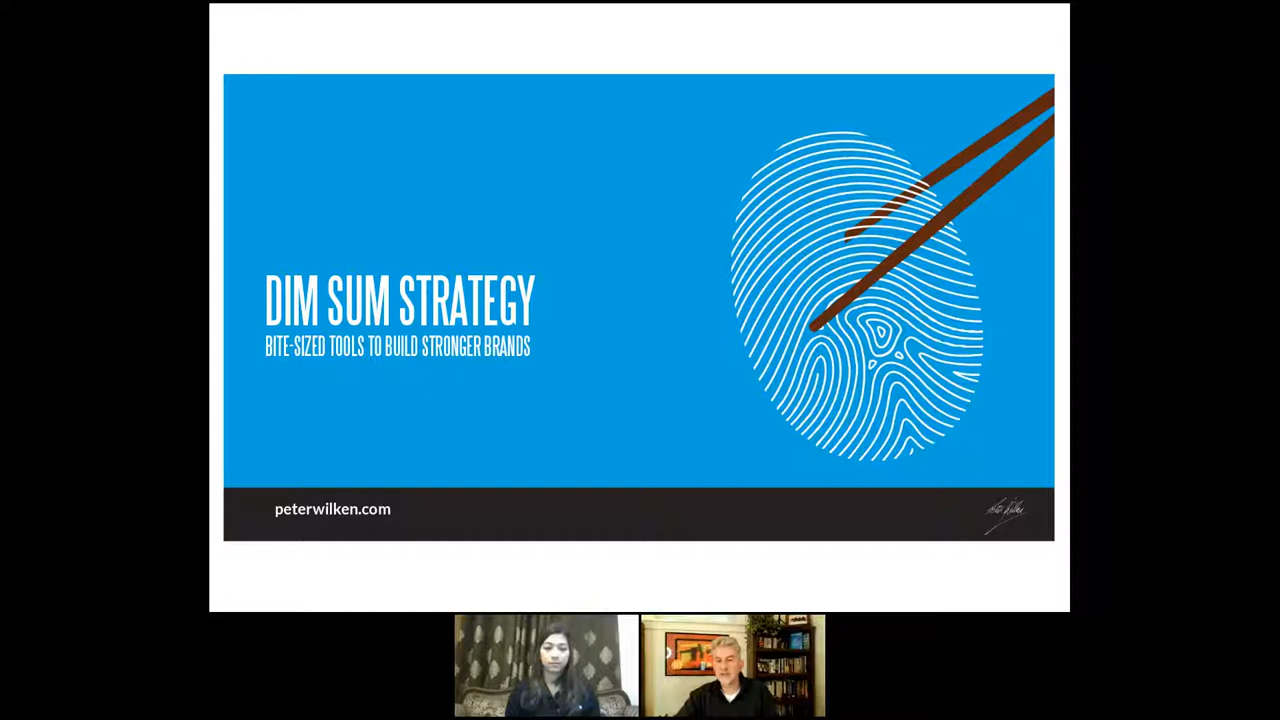 DIM SUM STRATEGY
BITE-SIZED TOOLS TO BUILD STRONGER BRANDS
peterwilken.com